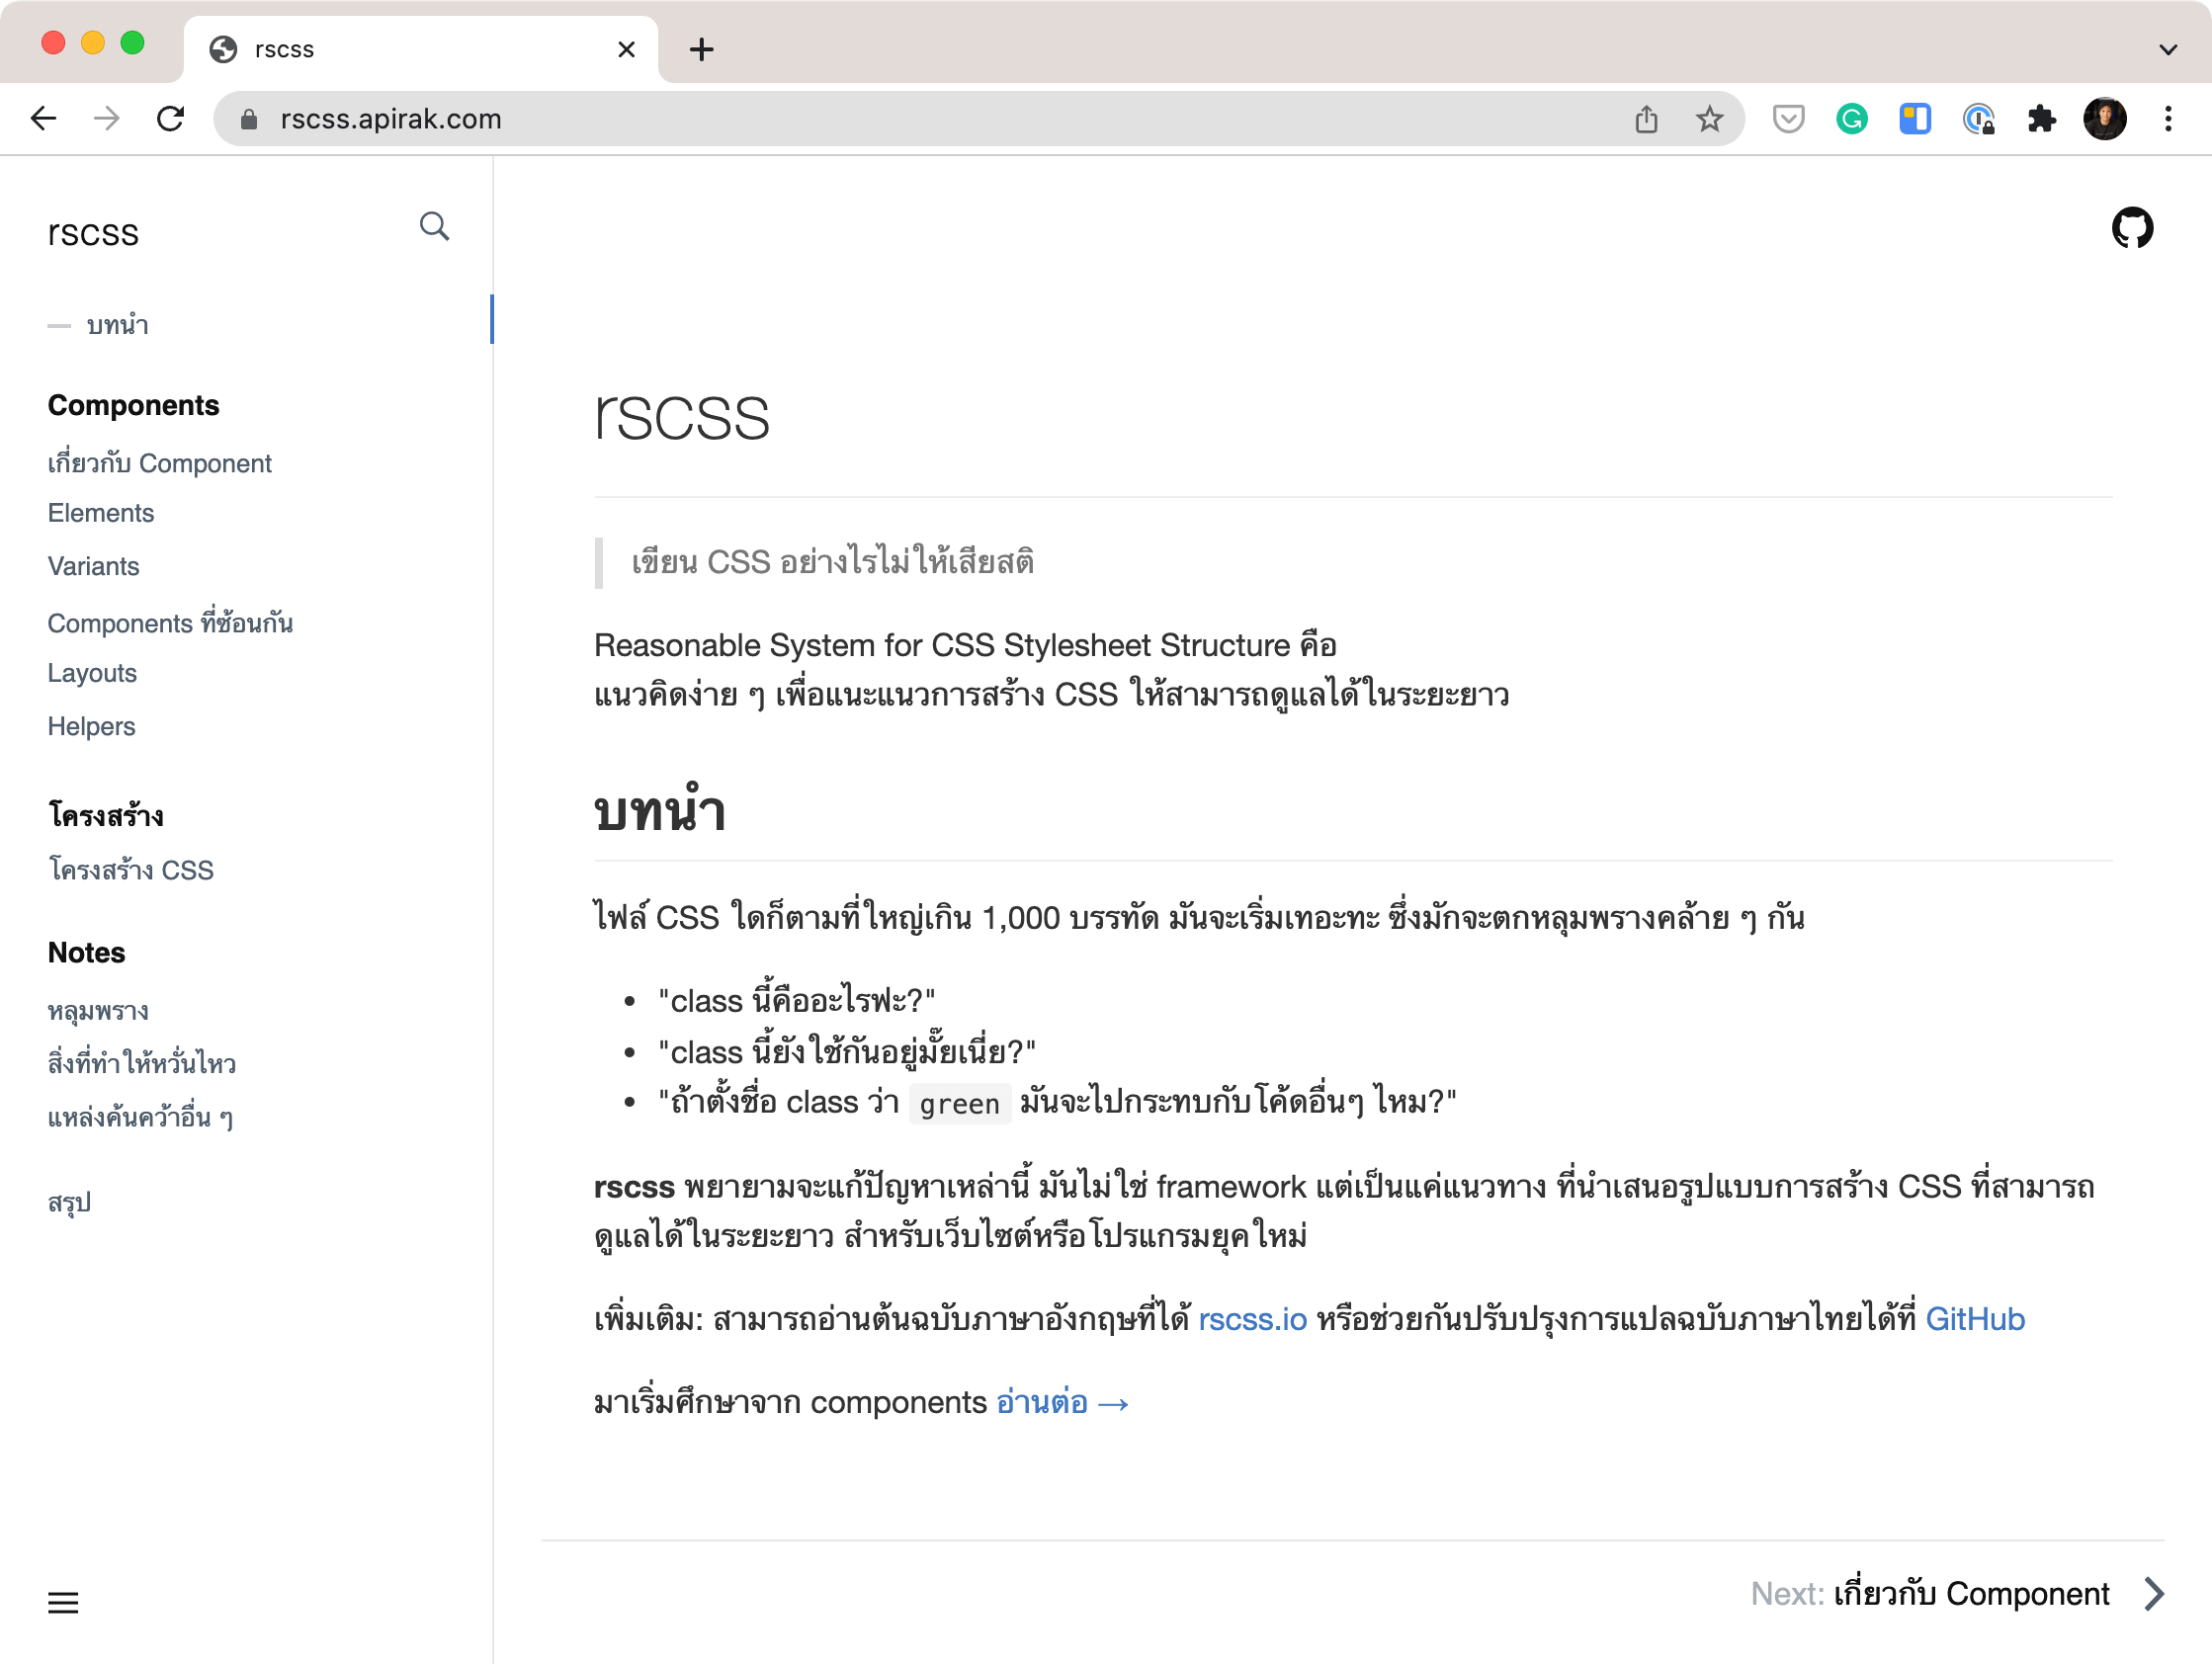 rscss
rscss.apirak.com
rscss
บทนำ
Components
เกี่ยวกับ Component
Elements
Variants
Components ที่ซ้อนกัน
Layouts
Helpers
โครงสร้าง
โครงสร้าง CSS
Notes
หลุมพราง
สิ่งที่ทำให้หวั่นไหว
แหล่งค้นคว้าอื่น ๆ
สรุป
rscss
เขียน CSS อย่างไรไม่ให้เสียสติ
Reasonable System for CSS Stylesheet Structure คือ
แนวคิดง่าย ๆ เพื่อแนะแนวการสร้าง CSS ให้สามารถดูแลได้ในระยะยาว
บทนำ
ไฟล์ CSS ใดก็ตามที่ใหญ่เกิน 1,000 บรรทัด มันจะเริ่มเทอะทะ ซึ่งมักจะตกหลุมพรางคล้าย ๆ กัน
• "class นี้คืออะไรฟะ?"
• "class นี้ยังใช้กันอยู่มั๊ยเนี่ย?"
• "ถ้าตั้งชื่อ class ว่า green มันจะไปกระทบกับโค้ดอื่นๆ ไหม?"
rscss พยายามจะแก้ปัญหาเหล่านี้ มันไม่ใช่ framework แต่เป็นแค่แนวทาง ที่นำเสนอรูปแบบการสร้าง CSS ที่สามารถ
ดูแลได้ในระยะยาว สำหรับเว็บไซต์หรือโปรแกรมยุคใหม่
เพิ่มเติม: สามารถอ่านต้นฉบับภาษาอังกฤษที่ได้ rscss.io หรือช่วยกันปรับปรุงการแปลฉบับภาษาไทยได้ที่ GitHub
มาเริ่มศึกษาจาก components อ่านต่อ →
Next: เกี่ยวกับ Component